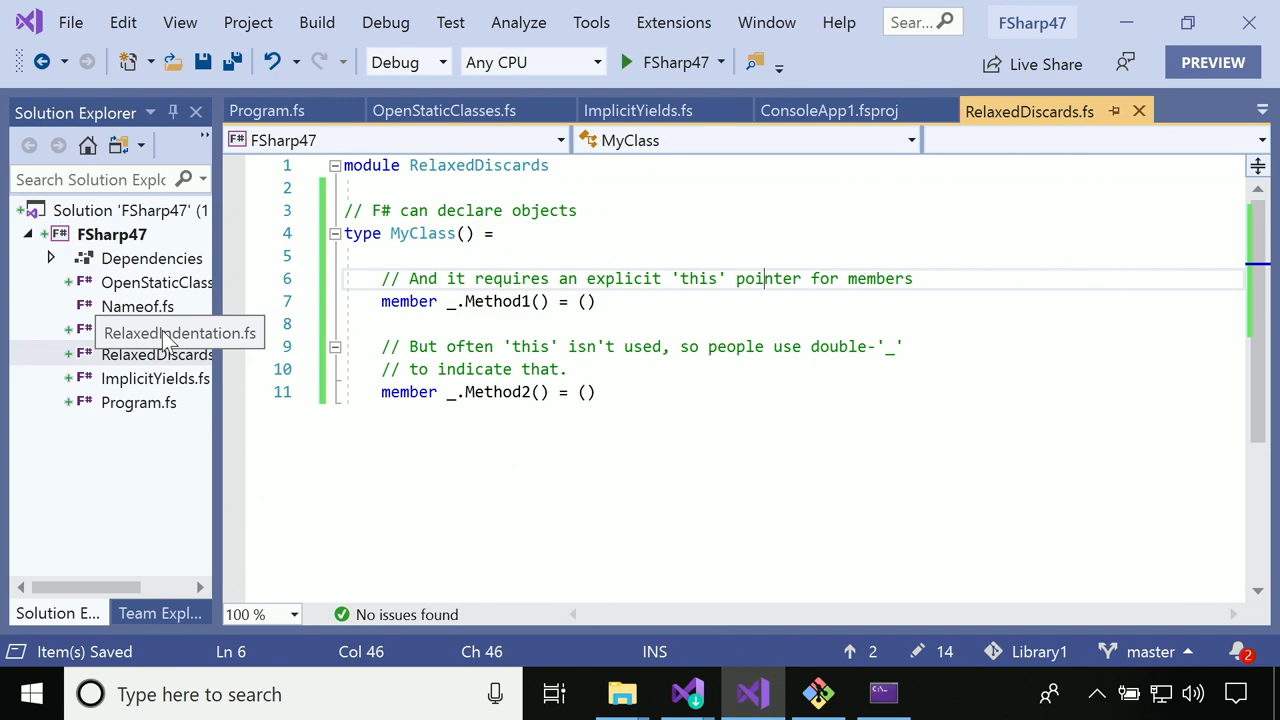 File Edit View Project Build Debug Test Analyze Tools Extensions Window Help Sear... FSharp47
Debug Any CPU FSharp47 Live Share PREVIEW
Solution Explorer
Program.fs OpenStaticClasses.fs ImplicitYields.fs ConsoleApp1.fsproj RelaxedDiscards.fs
FSharp47 MyClass
Search Solution Explc
Solution 'FSharp47' (1
FSharp47
Dependencies
OpenStaticClass
Nameof.fs
RelaxedIndentation.fs
RelaxedDiscards
ImplicitYields.fs
Program.fs
1 module RelaxedDiscards
2
3 // F# can declare objects
4 type MyClass() =
5
6 // And it requires an explicit 'this' pointer for members
7 member _.Method1() = ()
8
9 // But often 'this' isn't used, so people use double-'_'
10 // to indicate that.
11 member _.Method2() = ()
Solution E... Team Expl...
100 % No issues found
Item(s) Saved Ln 6 Col 46 Ch 46 INS 2 14 Library1 master 2
Type here to search